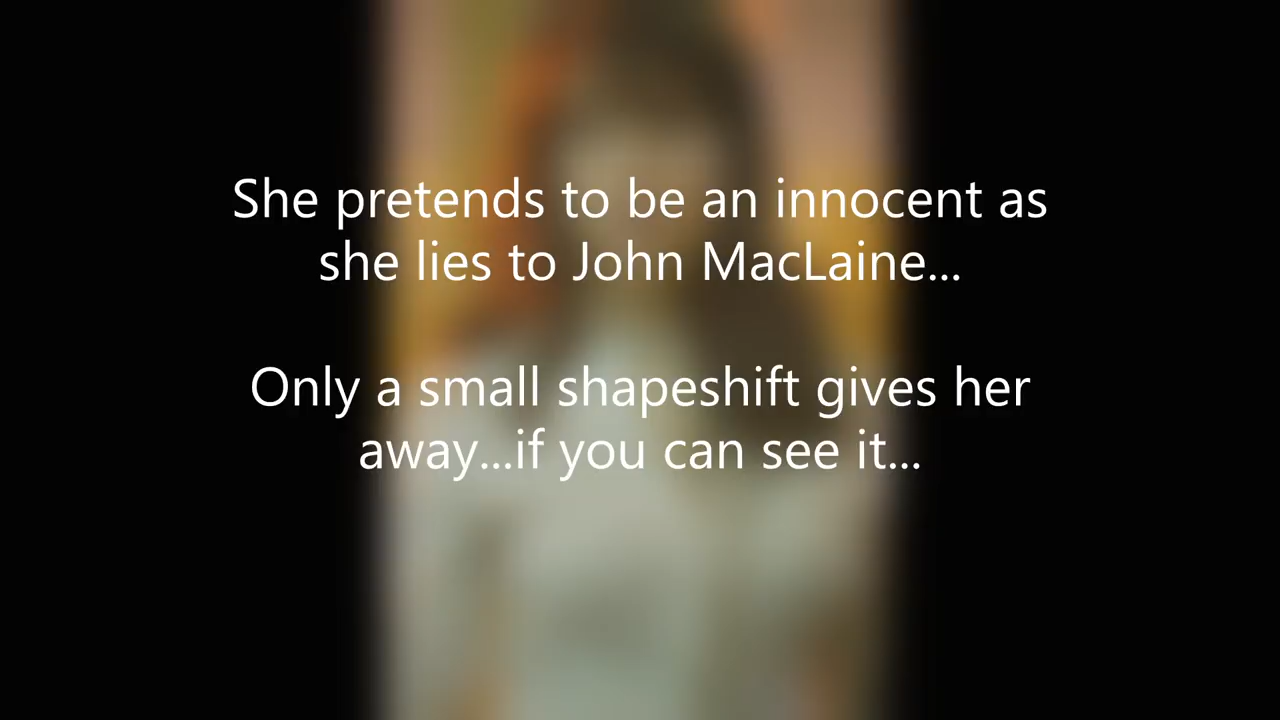 She pretends to be an innocent as
she lies to John MacLaine...
Only a small shapeshift gives her
away...if you can see it...